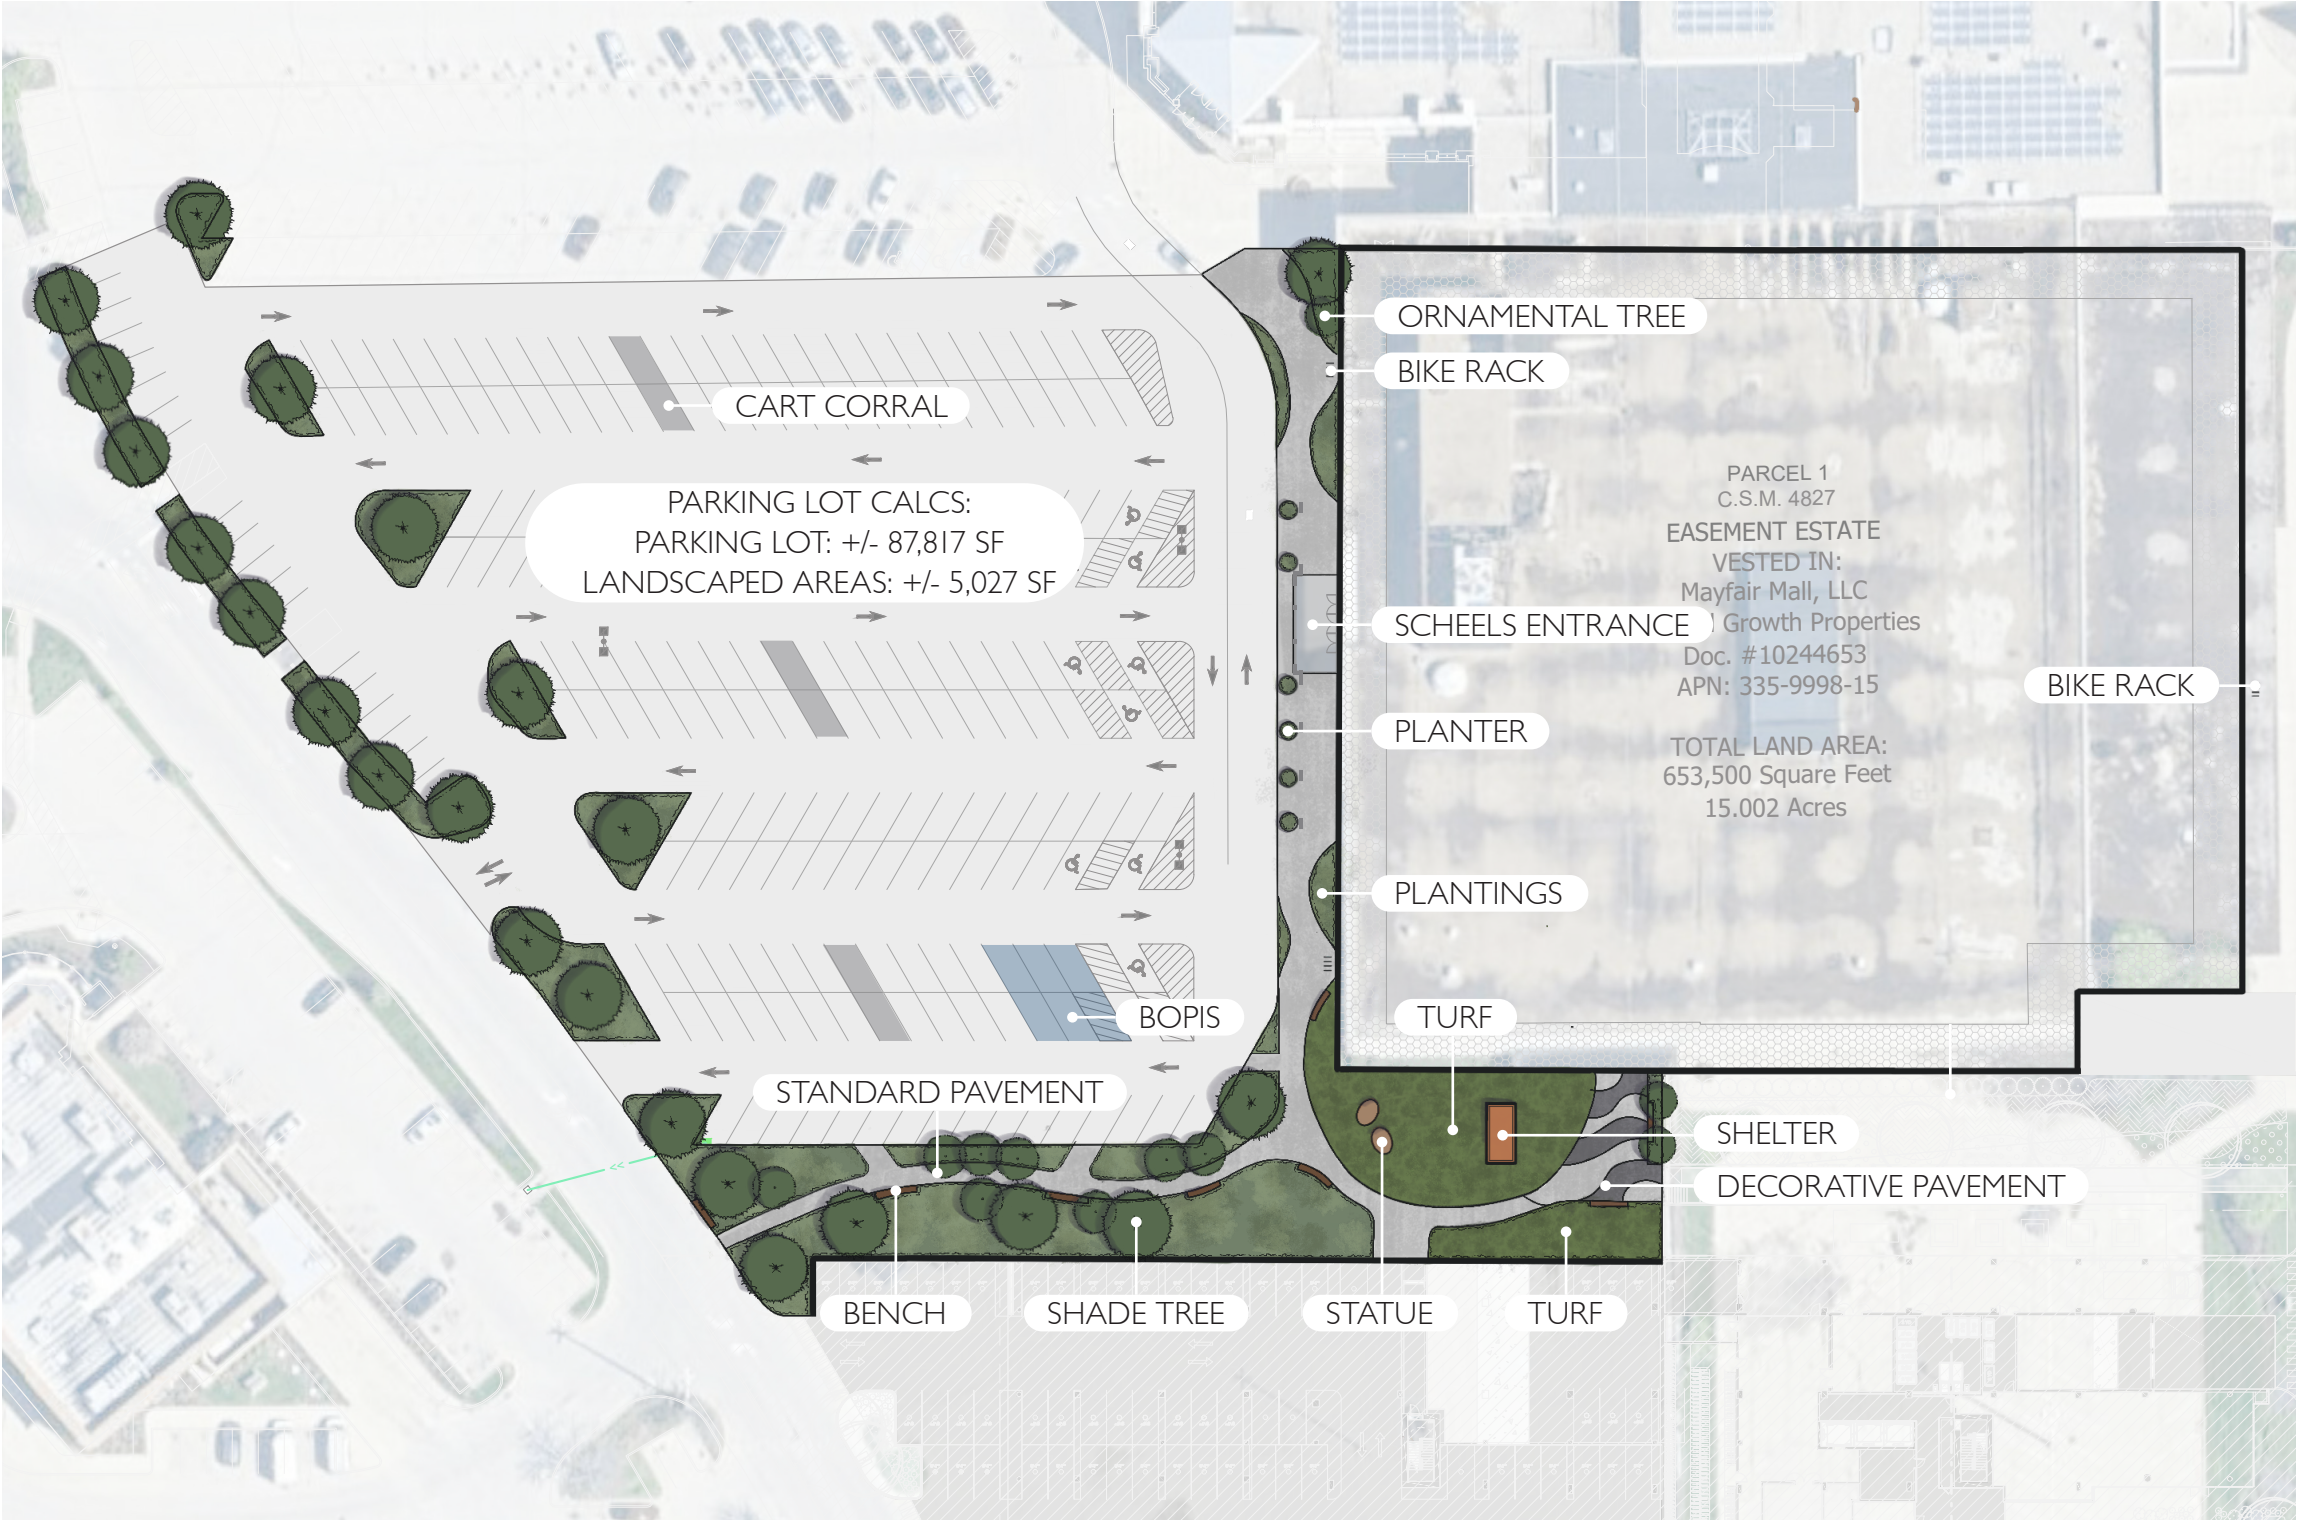 ORNAMENTAL TREE
BIKE RACK
CART CORRAL
PARKING LOT CALCS:
PARKING LOT: +/- 87,817 SF
LANDSCAPED AREAS: +/- 5,027 SF
PARCEL 1
C.S.M. 4827
EASEMENT ESTATE
VESTED IN:
Mayfair Mall, LLC
Growth Properties
SCHEELS ENTRANCE
Doc. #10244653
APN: 335-9998-15
BIKE RACK
PLANTER
TOTAL LAND AREA:
653,500 Square Feet
15.002 Acres
PLANTINGS
BOPIS
TURF
STANDARD PAVEMENT
SHELTER
DECORATIVE PAVEMENT
BENCH
SHADE TREE
STATUE
TURF